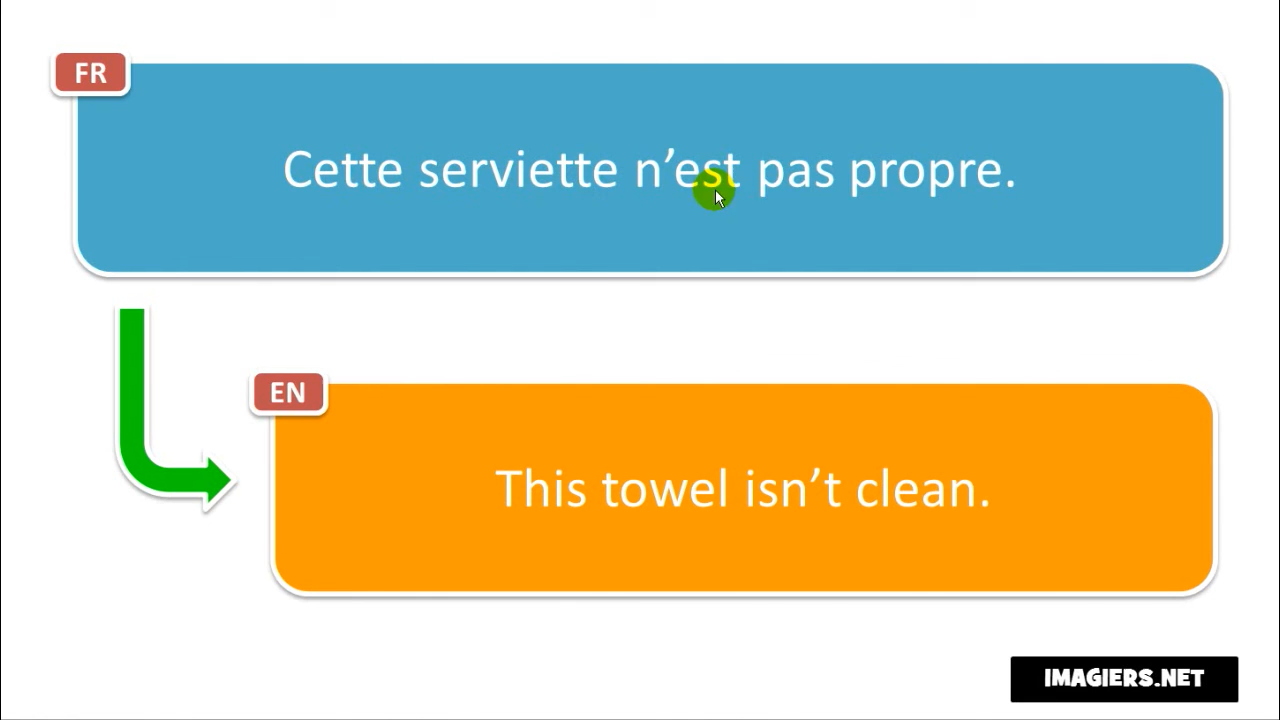 FR
Cette serviette n’est pas propre.
EN
This towel isn’t clean.
IMAGIERS.NET